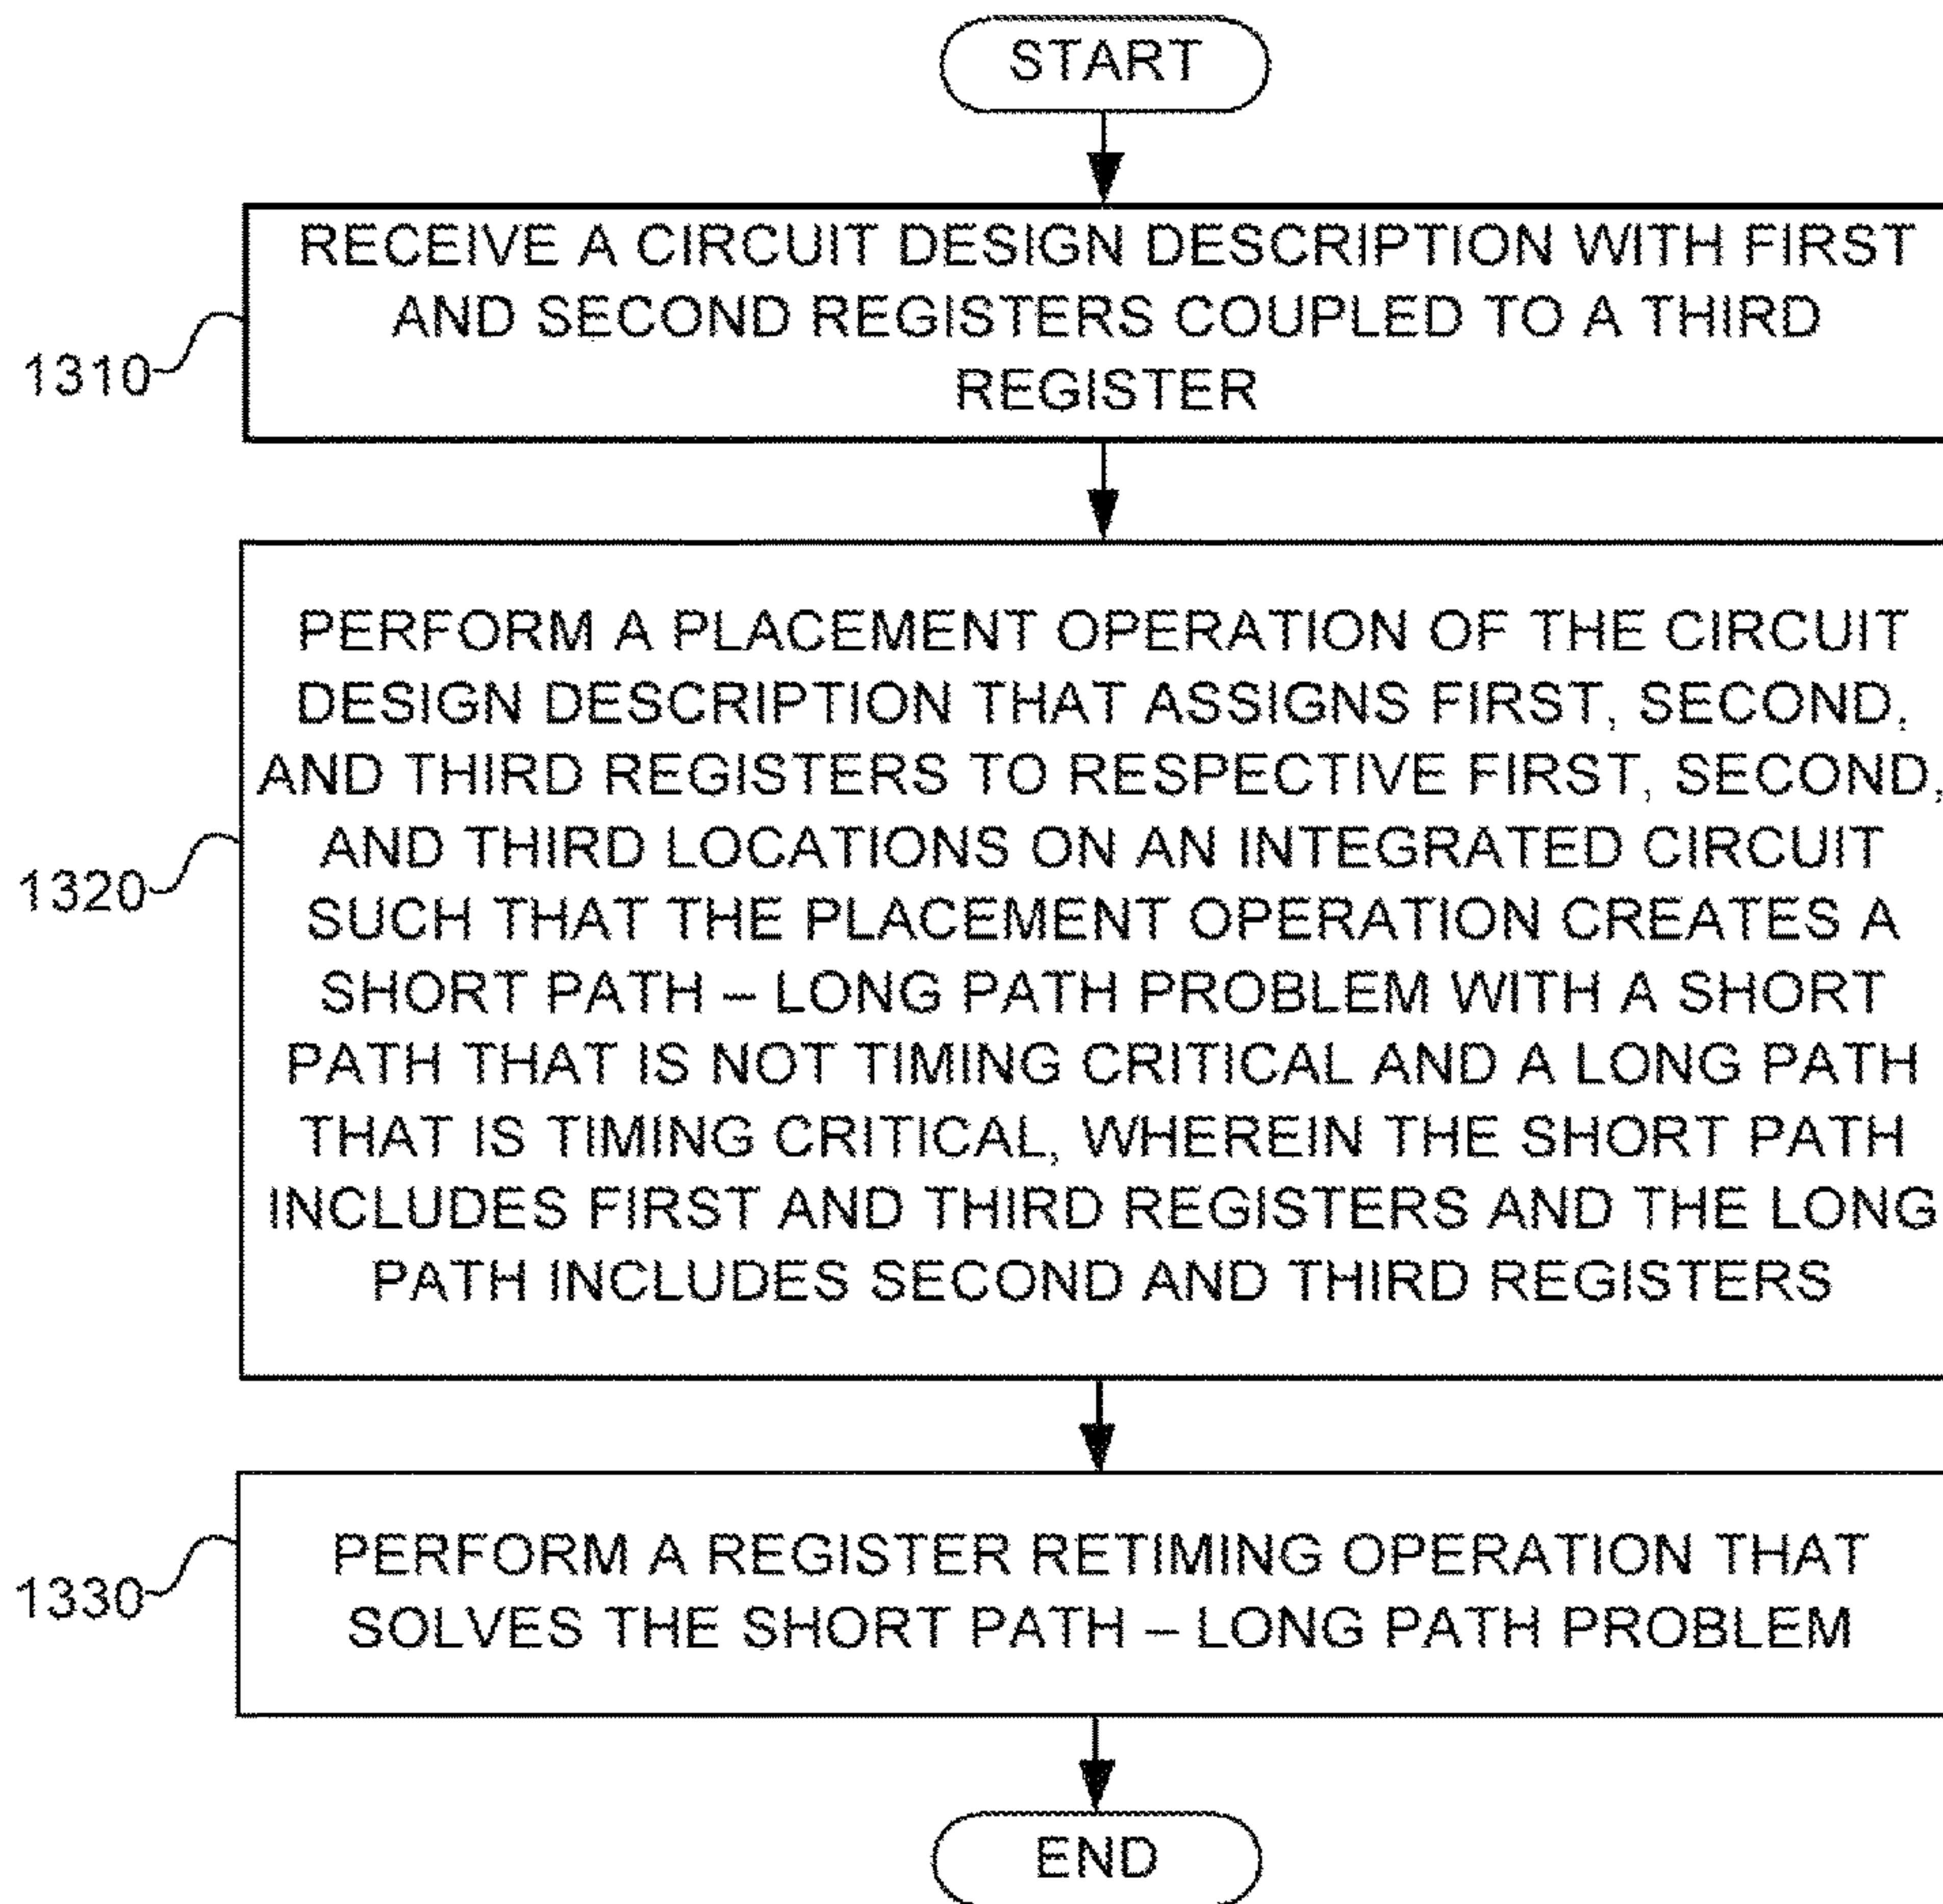 START
RECEIVE A CIRCUIT DESIGN DESCRIPTION WITH FIRST
AND SECOND REGISTERS COUPLED TO A THIRD
REGISTER
1310
PERFORM A PLACEMENT OPERATION OF THE CIRCUIT
DESIGN DESCRIPTION THAT ASSIGNS FIRST, SECOND,
AND THIRD REGISTERS TO RESPECTIVE FIRST, SECOND,
AND THIRD LOCATIONS ON AN INTEGRATED CIRCUIT
SUCH THAT THE PLACEMENT OPERATION CREATES A
SHORT PATH – LONG PATH PROBLEM WITH A SHORT
PATH THAT IS NOT TIMING CRITICAL AND A LONG PATH
THAT IS TIMING CRITICAL, WHEREIN THE SHORT PATH
INCLUDES FIRST AND THIRD REGISTERS AND THE LONG
PATH INCLUDES SECOND AND THIRD REGISTERS
1320
PERFORM A REGISTER RETIMING OPERATION THAT
SOLVES THE SHORT PATH – LONG PATH PROBLEM
1330
END